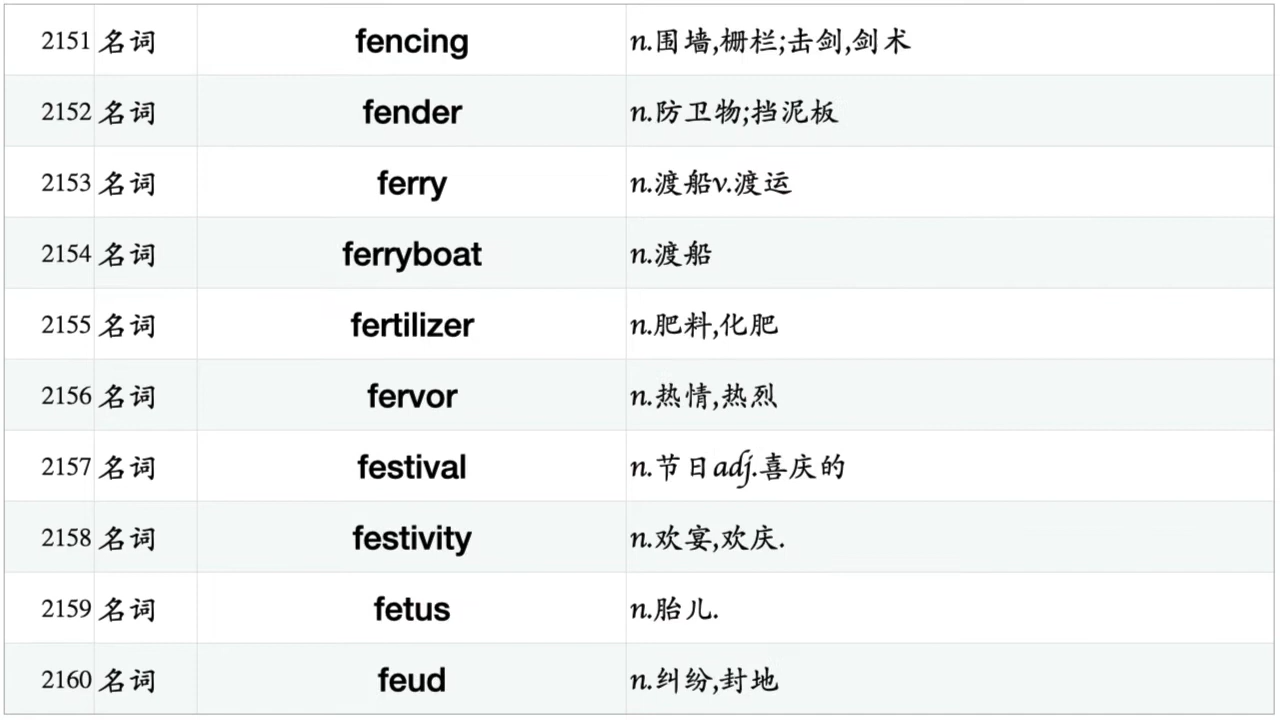 2151 名词 fencing n.围墙,栅栏;击剑,剑术
2152 名词 fender n.防卫物;挡泥板
2153 名词 ferry n.渡船v.渡运
2154 名词 ferryboat n.渡船
2155 名词 fertilizer n.肥料,化肥
2156 名词 fervor n.热情,热烈
2157 名词 festival n.节日adj.喜庆的
2158 名词 festivity n.欢宴,欢庆.
2159 名词 fetus n.胎儿.
2160 名词 feud n.纠纷,封地